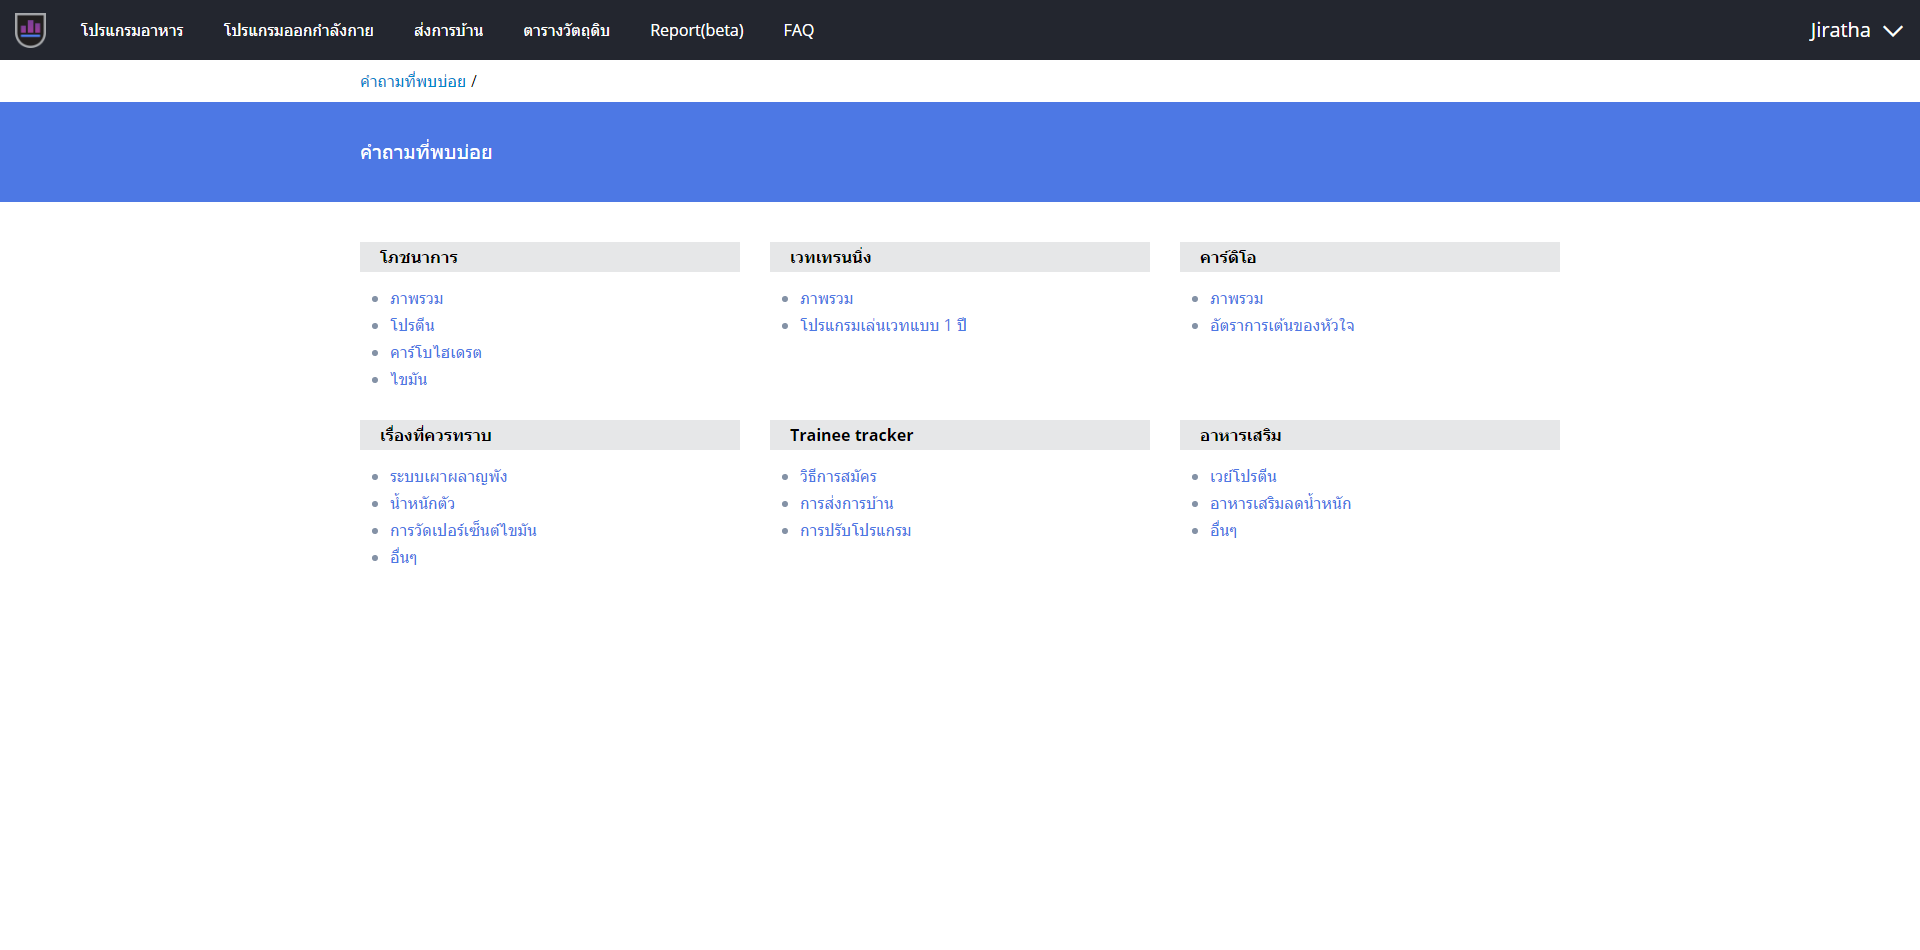 โปรแกรมอาหาร โปรแกรมออกกำลังกาย ส่งการบ้าน ตารางวัตถุดิบ Report(beta) FAQ Jiratha
คำถามที่พบบ่อย /
คำถามที่พบบ่อย
โภชนาการ
ภาพรวม
โปรตีน
คาร์โบไฮเดรต
ไขมัน
เวทเทรนนิ่ง
ภาพรวม
โปรแกรมเล่นเวทแบบ 1 ปี
คาร์ดิโอ
ภาพรวม
อัตราการเต้นของหัวใจ
เรื่องที่ควรทราบ
ระบบเผาผลาญพัง
น้ำหนักตัว
การวัดเปอร์เซ็นต์ไขมัน
อื่นๆ
Trainee tracker
วิธีการสมัคร
การส่งการบ้าน
การปรับโปรแกรม
อาหารเสริม
เวย์โปรตีน
อาหารเสริมลดน้ำหนัก
อื่นๆ